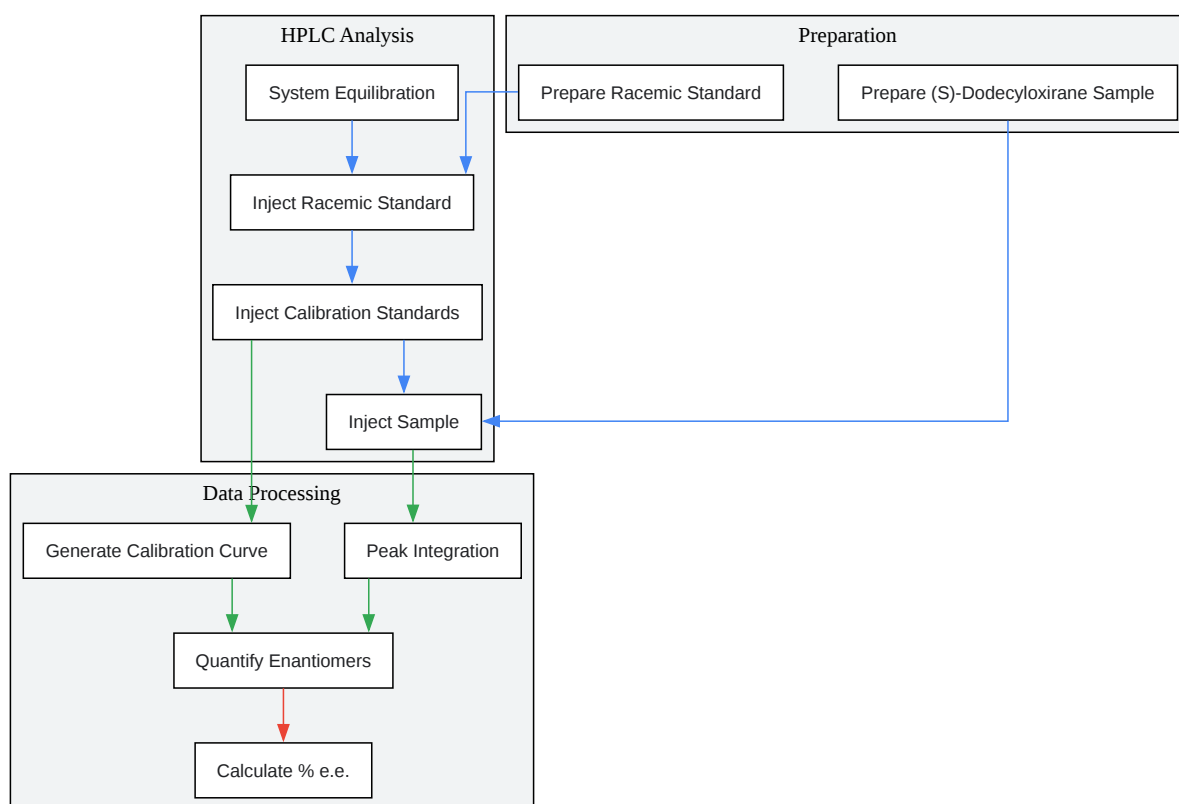 HPLC Analysis
Preparation
System Equilibration
Prepare Racemic Standard
Prepare (S)-Dodecyloxirane Sample
Inject Racemic Standard
Inject Calibration Standards
Inject Sample
Data Processing
Generate Calibration Curve
Peak Integration
Quantify Enantiomers
Calculate % e.e.